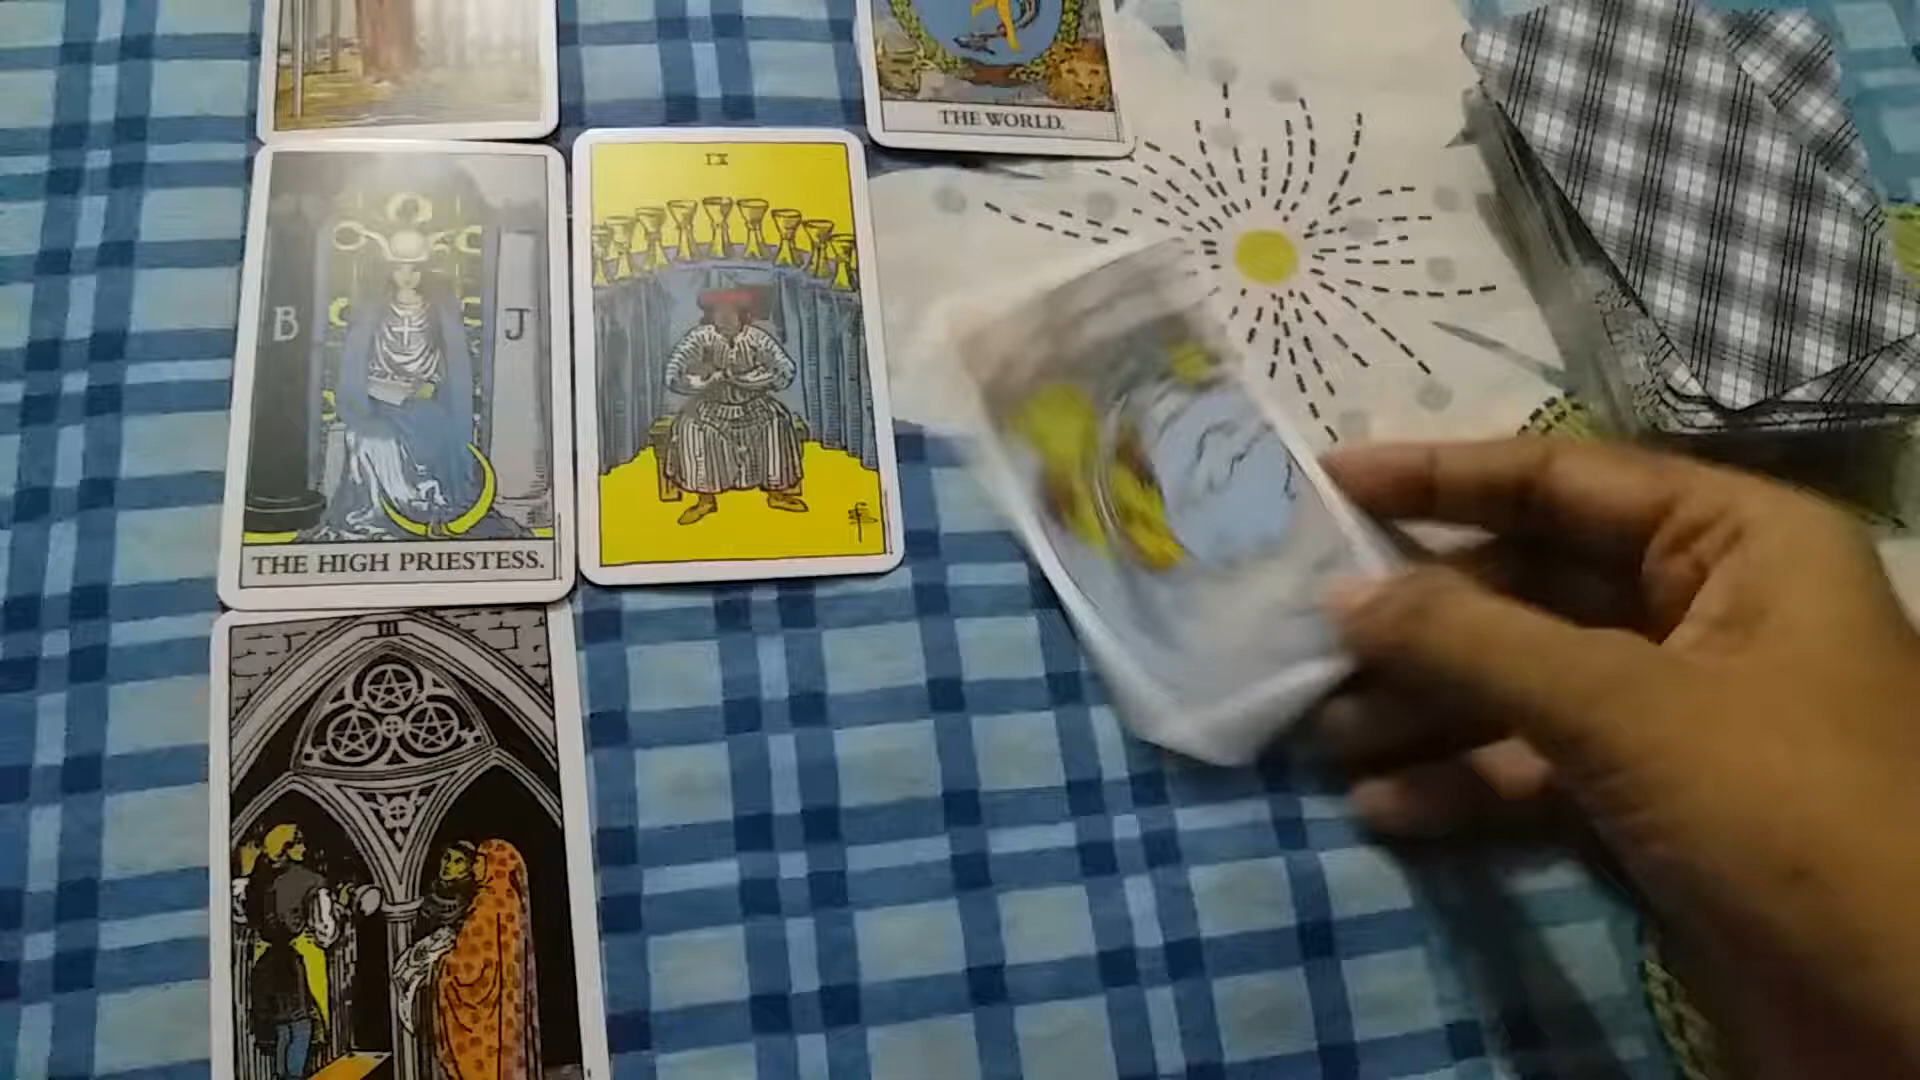 THE WORLD.
IX
B
J
THE HIGH PRIESTESS.
III